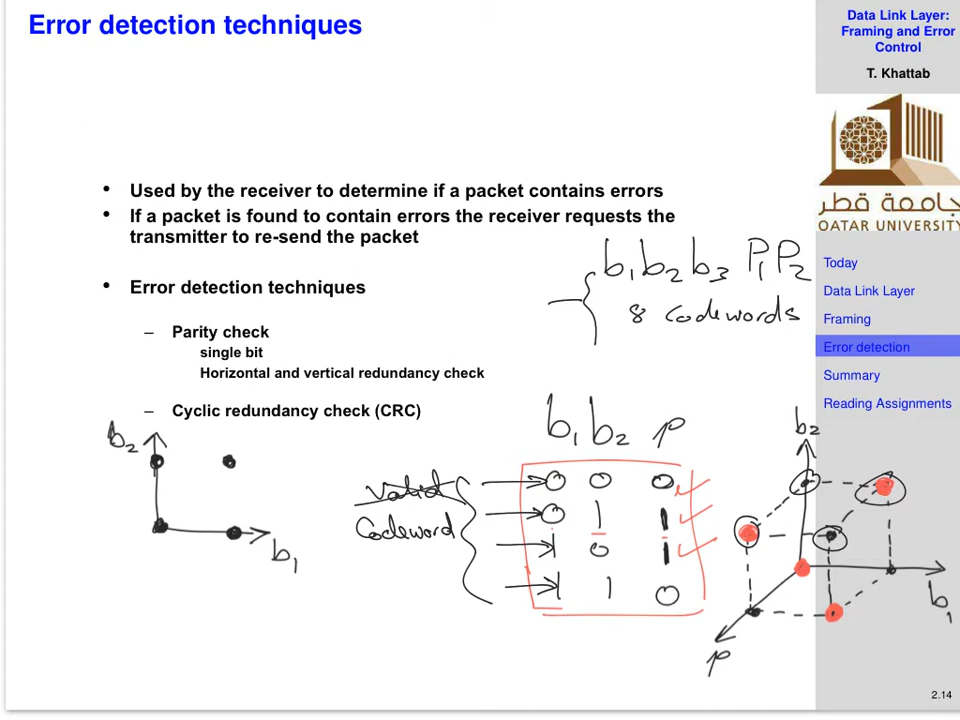 Error detection techniques
• Used by the receiver to determine if a packet contains errors
• If a packet is found to contain errors the receiver requests the
transmitter to re-send the packet
• Error detection techniques
– Parity check
single bit
Horizontal and vertical redundancy check
– Cyclic redundancy check (CRC)
b₁ b₂ b₃ P₁ P₂
8 codewords
b₂
b₁
Valid
Codeword
b₁ b₂ p
0 0 0
0 1 1
1 0 1
1 1 0
b₂
b₁
p
Data Link Layer:
Framing and Error
Control
T. Khattab
جامعة قطر
QATAR UNIVERSITY
Today
Data Link Layer
Framing
Error detection
Summary
Reading Assignments
2.14